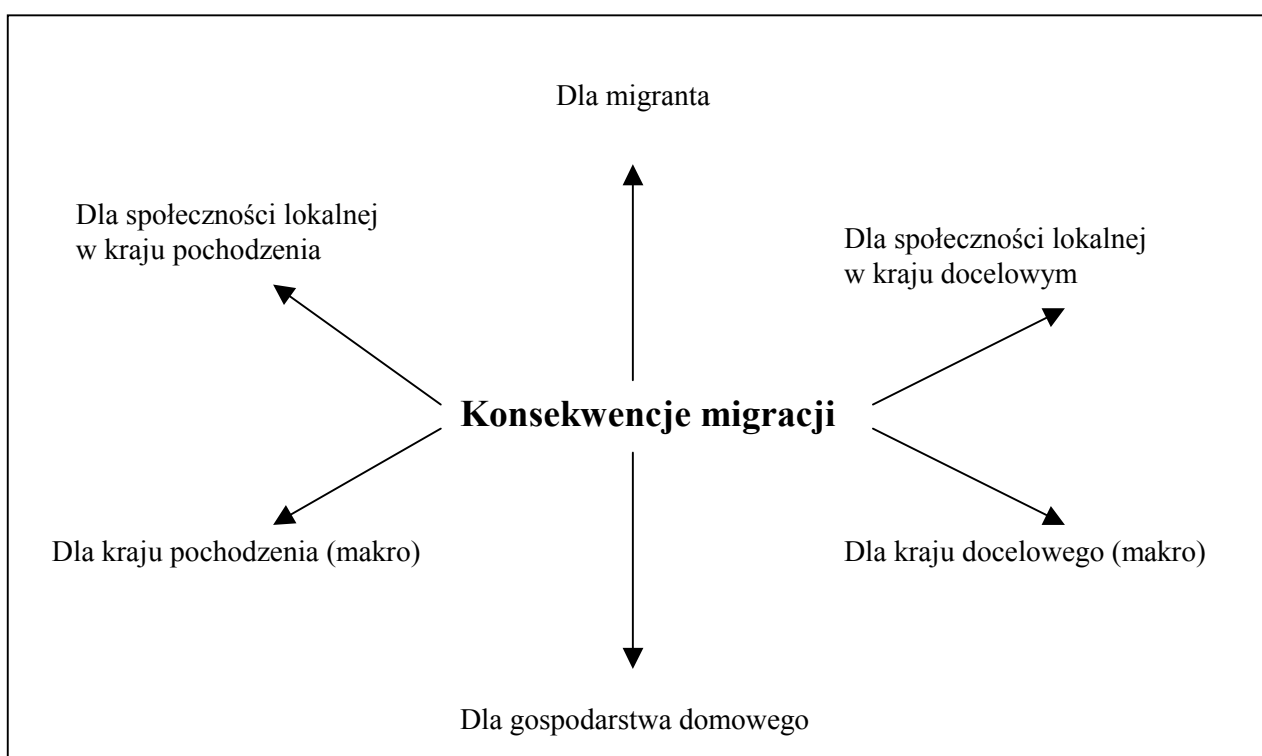 Dla migranta
Dla społeczności lokalnej
w kraju pochodzenia
Dla społeczności lokalnej
w kraju docelowym
Konsekwencje migracji
Dla kraju pochodzenia (makro)
Dla kraju docelowego (makro)
Dla gospodarstwa domowego